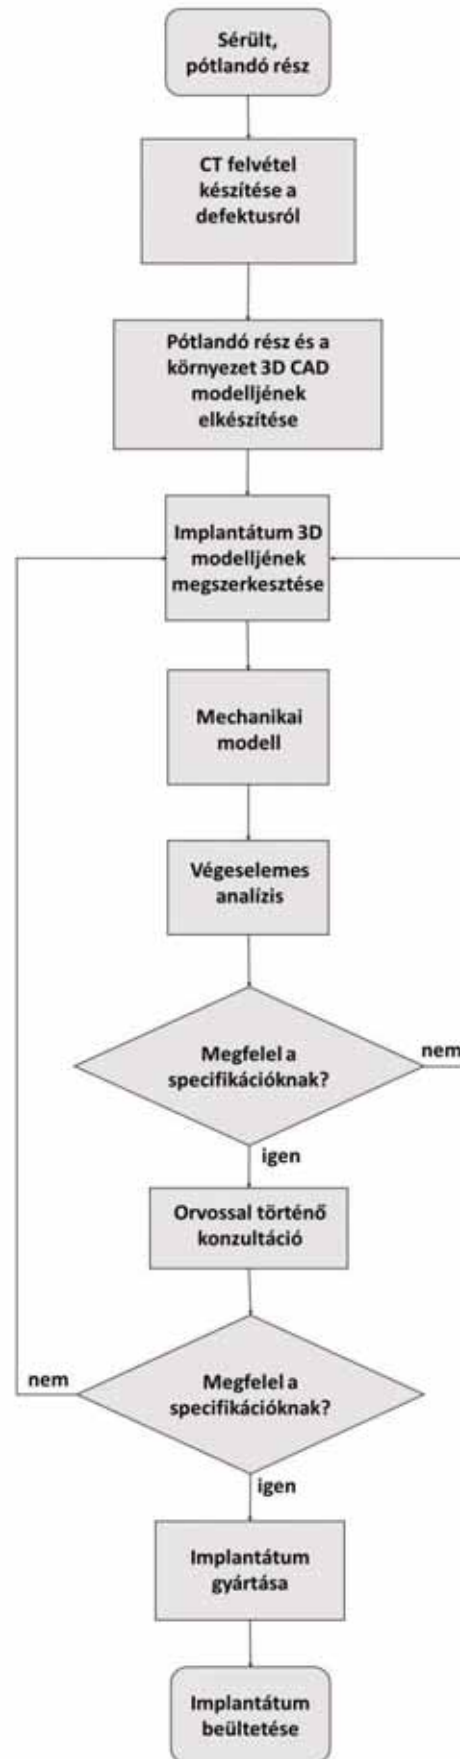 Sérült,
pótlandó rész
CT felvétel
készítése a
defektusról
Pótlandó rész és a
környezet 3D CAD
modelljének
elkészítése
Implantátum 3D
modelljének
megszerkesztése
Mechanikai
modell
Végeselemes
analízis
Megfelel a
specifikációknak?
nem
igen
Orvossal történő
konzultáció
nem
Megfelel a
specifikációknak?
igen
Implantátum
gyártása
Implantátum
beültetése